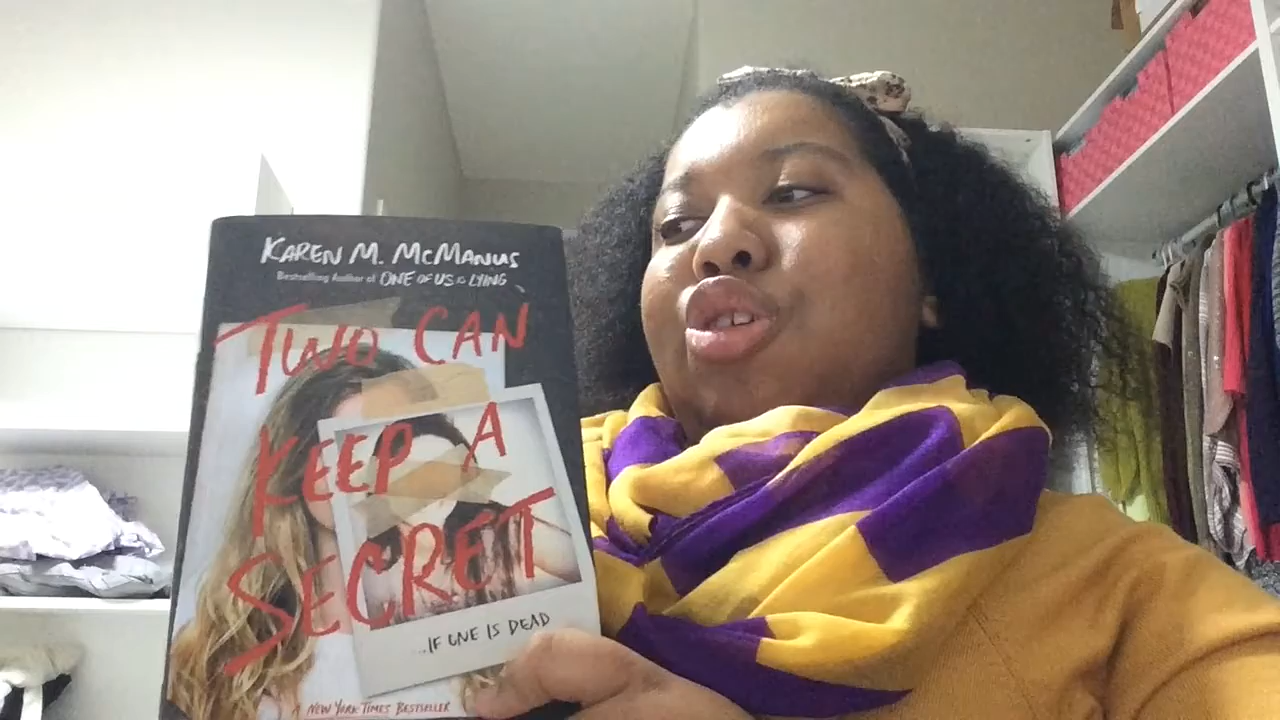 KAREN M. McMANUS
Bestselling Author of ONE OF US IS LYING
TWO CAN
KEEP A
SECRET
...IF ONE IS DEAD
A NEW YORK TIMES BESTSELLER